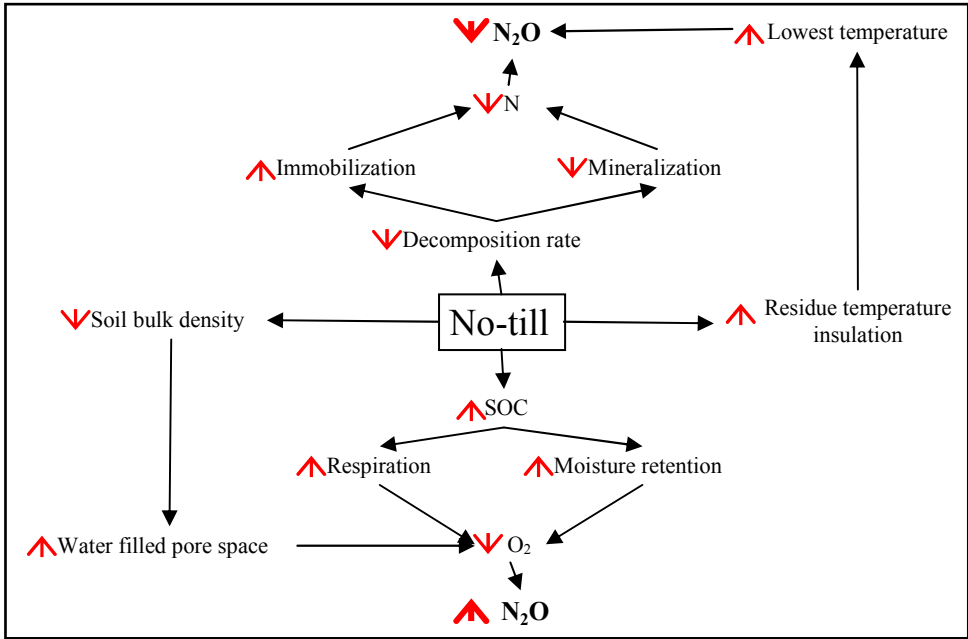 N₂O
Lowest temperature
N
Immobilization
Mineralization
Decomposition rate
Soil bulk density
No-till
Residue temperature
insulation
SOC
Respiration
Moisture retention
Water filled pore space
O₂
N₂O